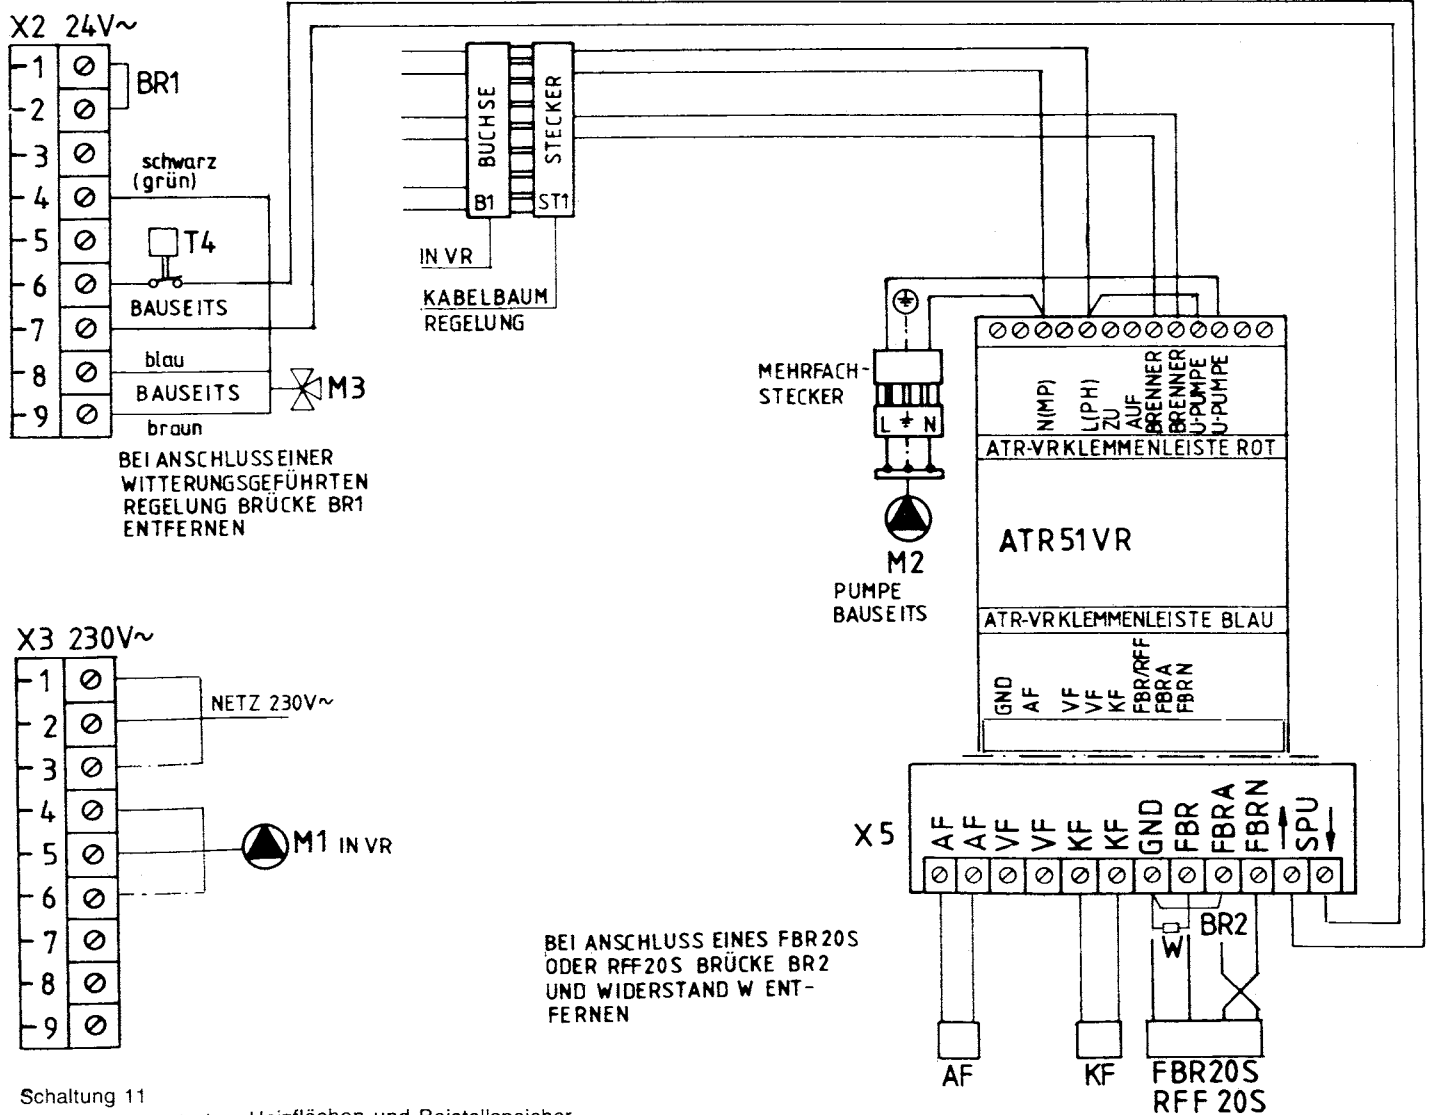 X2 24V~
1
BR1
2
3
schwarz
(grün)
4
5
T4
6
BAUSEITS
7
blau
8
BAUSEITS
M3
9
braun
BEI ANSCHLUSS EINER
WITTERUNGSGEFÜHRTEN
REGELUNG BRÜCKE BR1
ENTFERNEN
BUCHSE
B1
STECKER
ST1
IN VR
KABELBAUM
REGELUNG
MEHRFACH-
STECKER
L N
M2
PUMPE
BAUSEITS
N(MP)
L(PH)
ZU
AUF
BRENNER
BRENNER
U-PUMPE
U-PUMPE
ATR-VR KLEMMENLEISTE ROT
ATR51VR
ATR-VR KLEMMENLEISTE BLAU
GND
AF
VF
VF
KF
FBR/RFF
FBRA
FBRN
X3 230V~
1
NETZ 230V~
2
3
4
M1 IN VR
5
6
7
8
9
X5
AF
AF
VF
VF
KF
KF
GND
FBR
FBRA
FBRN
SPU
BR2
W
BEI ANSCHLUSS EINES FBR20S
ODER RFF20S BRÜCKE BR2
UND WIDERSTAND W ENT-
FERNEN
AF
KF
FBR20S
RFF 20S
Schaltung 11
Heizflächen und Beistellspeicher